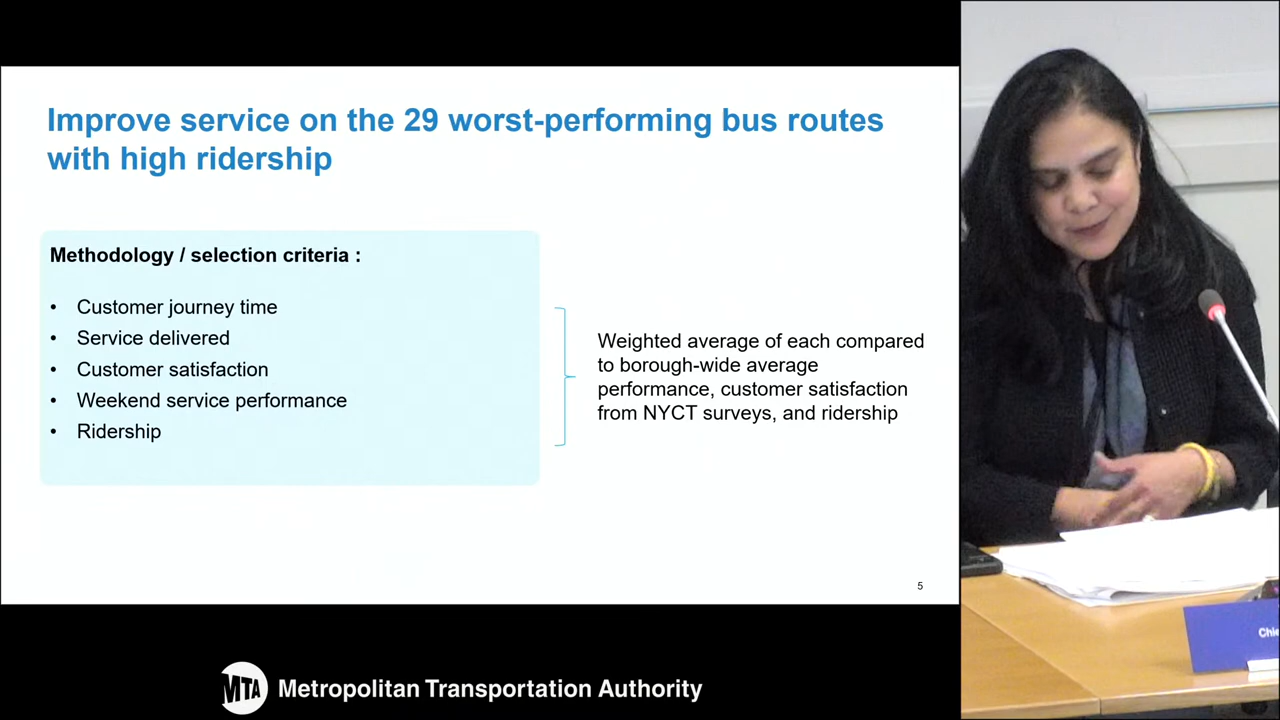 Improve service on the 29 worst-performing bus routes
with high ridership
Methodology / selection criteria :
• Customer journey time
• Service delivered
• Customer satisfaction
• Weekend service performance
• Ridership
Weighted average of each compared
to borough-wide average
performance, customer satisfaction
from NYCT surveys, and ridership
5
MTA Metropolitan Transportation Authority